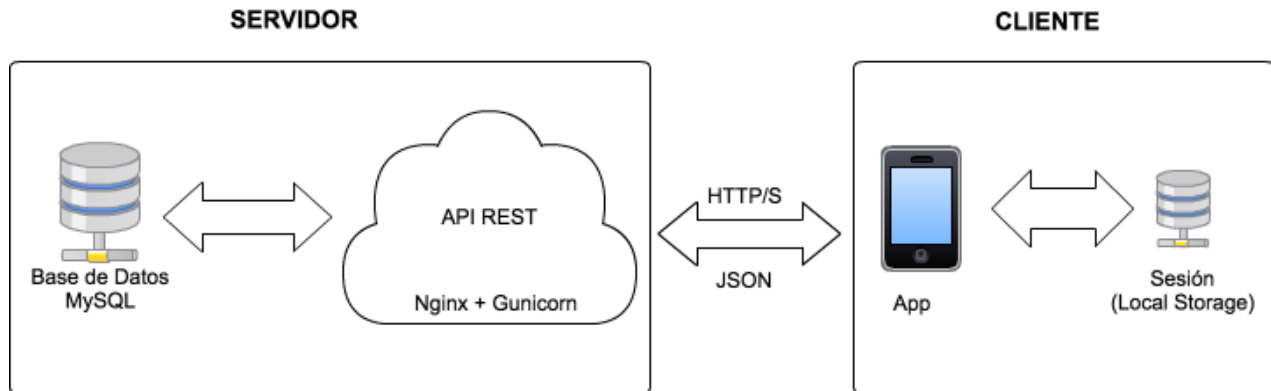 SERVIDOR
CLIENTE
Base de Datos
MySQL
API REST
Nginx + Gunicorn
HTTP/S
JSON
App
Sesión
(Local Storage)